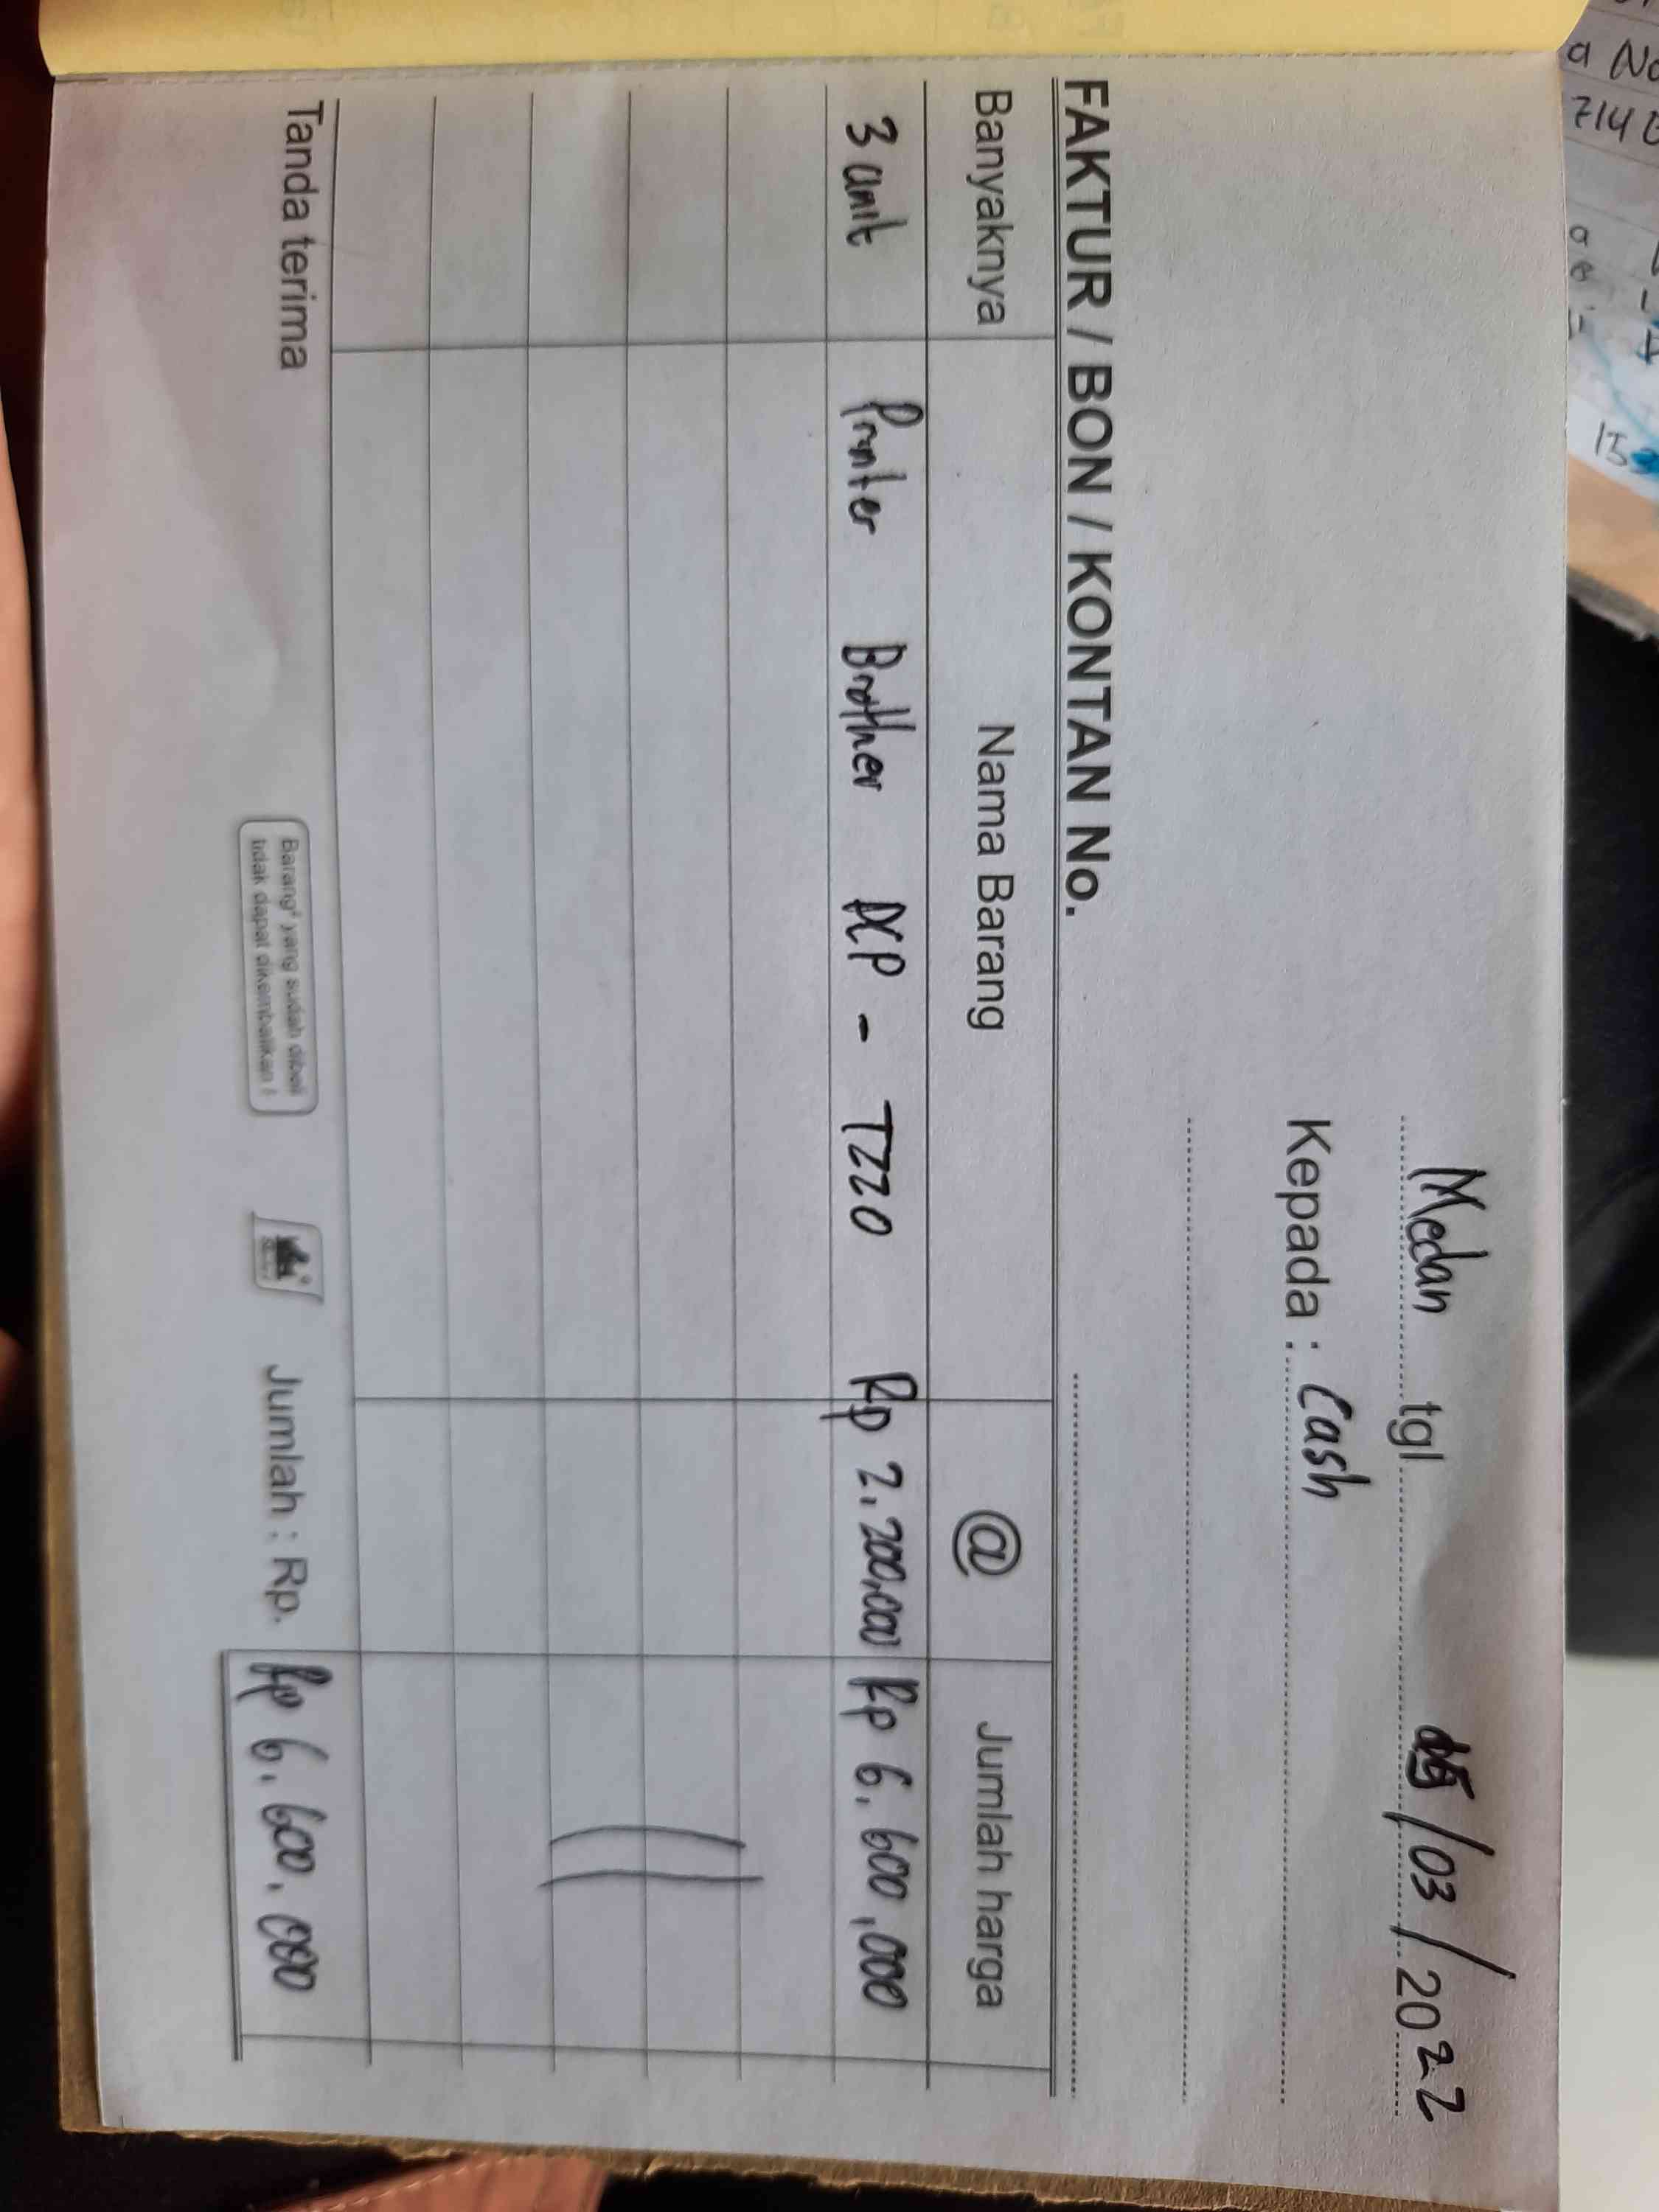 Medan tgl 05/03/2022
Kepada : Cash
FAKTUR / BON / KONTAN No.
Banyaknya Nama Barang @ Jumlah harga
3 unit Printer Brother DCP - T220 Rp 2.200.000 Rp 6.600.000
Tanda terima Jumlah : Rp. Rp 6.600.000
Barang² yang sudah dibeli
tidak dapat dikembalikan !